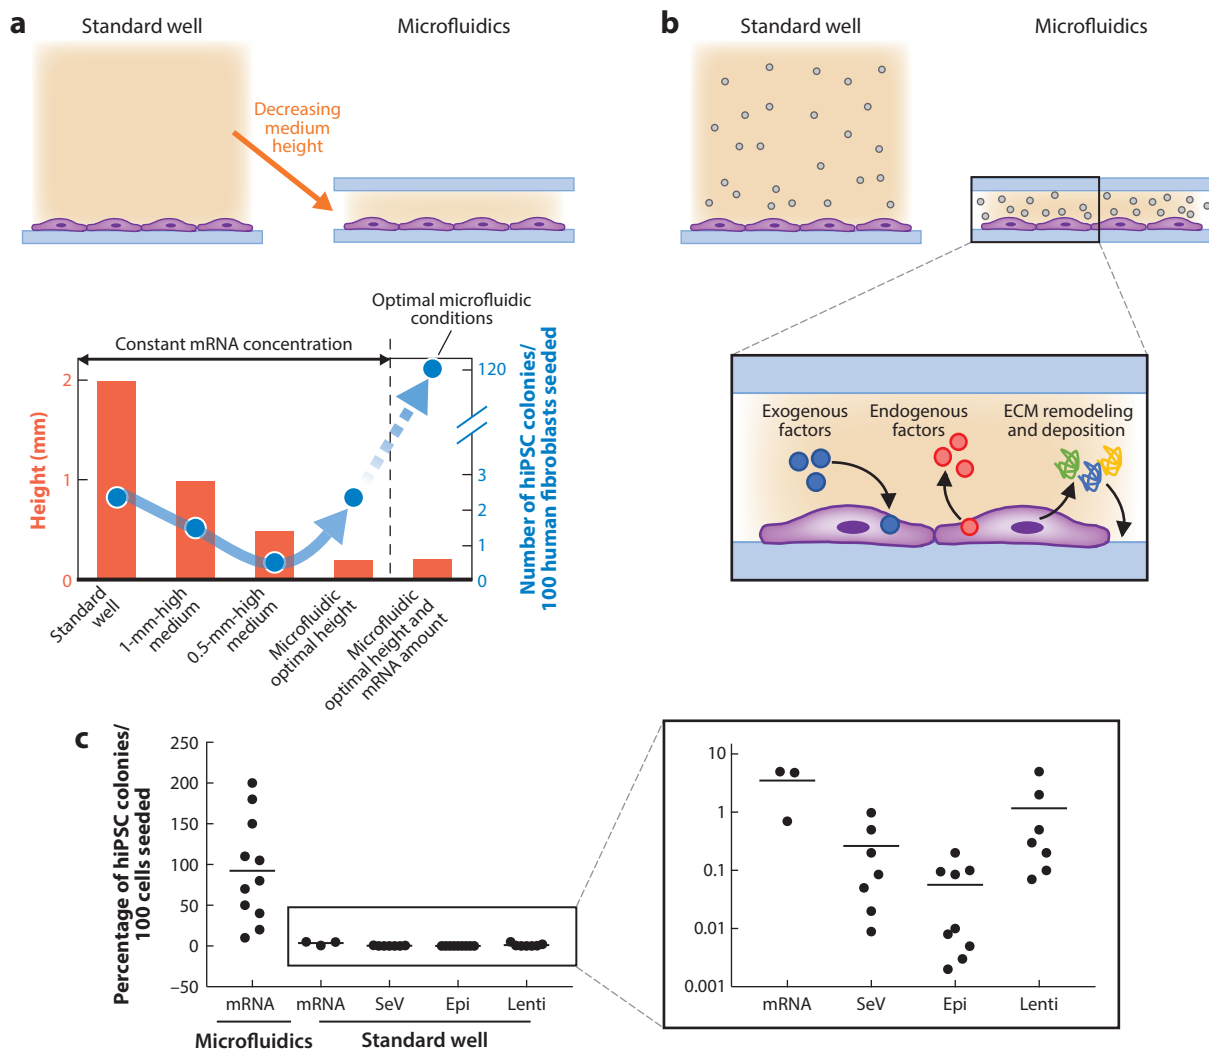 a
Standard well
Microfluidics
Decreasing
medium
height
b
Standard well
Microfluidics
Optimal microfluidic
conditions
Constant mRNA concentration
Height (mm)
2
1
0
120
3
2
1
0
Number of hiPSC colonies/
100 human fibroblasts seeded
Standard
well
1-mm-high
medium
0.5-mm-high
medium
Microfluidic
optimal height
Microfluidic
optimal height and
mRNA amount
Exogenous
factors
Endogenous
factors
ECM remodeling
and deposition
c
Percentage of hiPSC colonies/
100 cells seeded
250
200
150
100
50
0
–50
mRNA
mRNA
SeV
Epi
Lenti
Microfluidics
Standard well
10
1
0.1
0.01
0.001
mRNA
SeV
Epi
Lenti